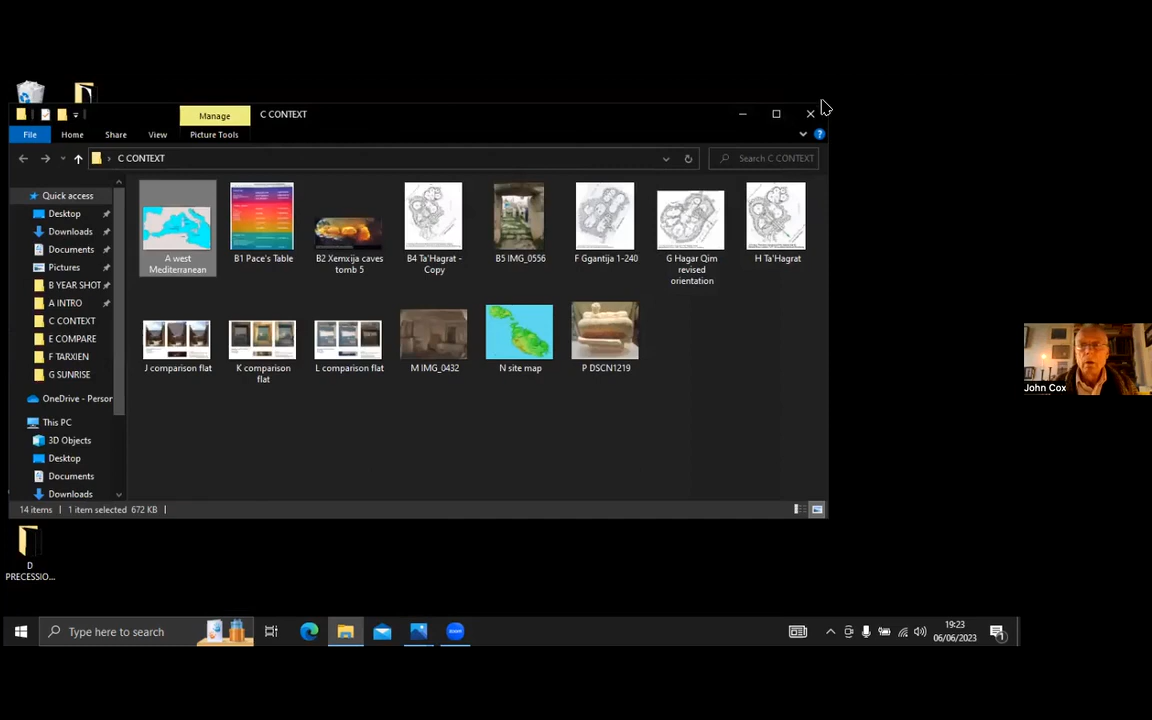 Manage
C CONTEXT
File
Home
Share
View
Picture Tools
C CONTEXT
Search C CONTEXT
Quick access
Desktop
Downloads
Documents
Pictures
B YEAR SHOT
A INTRO
C CONTEXT
E COMPARE
F TARXIEN
G SUNRISE
OneDrive - Person
This PC
3D Objects
Desktop
Documents
Downloads
A west
Mediterranean
B1 Pace's Table
B2 Xemxija caves
tomb 5
B4 Ta'Hagrat -
Copy
B5 IMG_0556
F Ggantija 1-240
G Hagar Qim
revised
orientation
H Ta'Hagrat
J comparison flat
K comparison
flat
L comparison flat
M IMG_0432
N site map
P DSCN1219
14 items
1 item selected 672 KB
John Cox
D
PRECESSIO...
Type here to search
zoom
19:23
06/06/2023
1